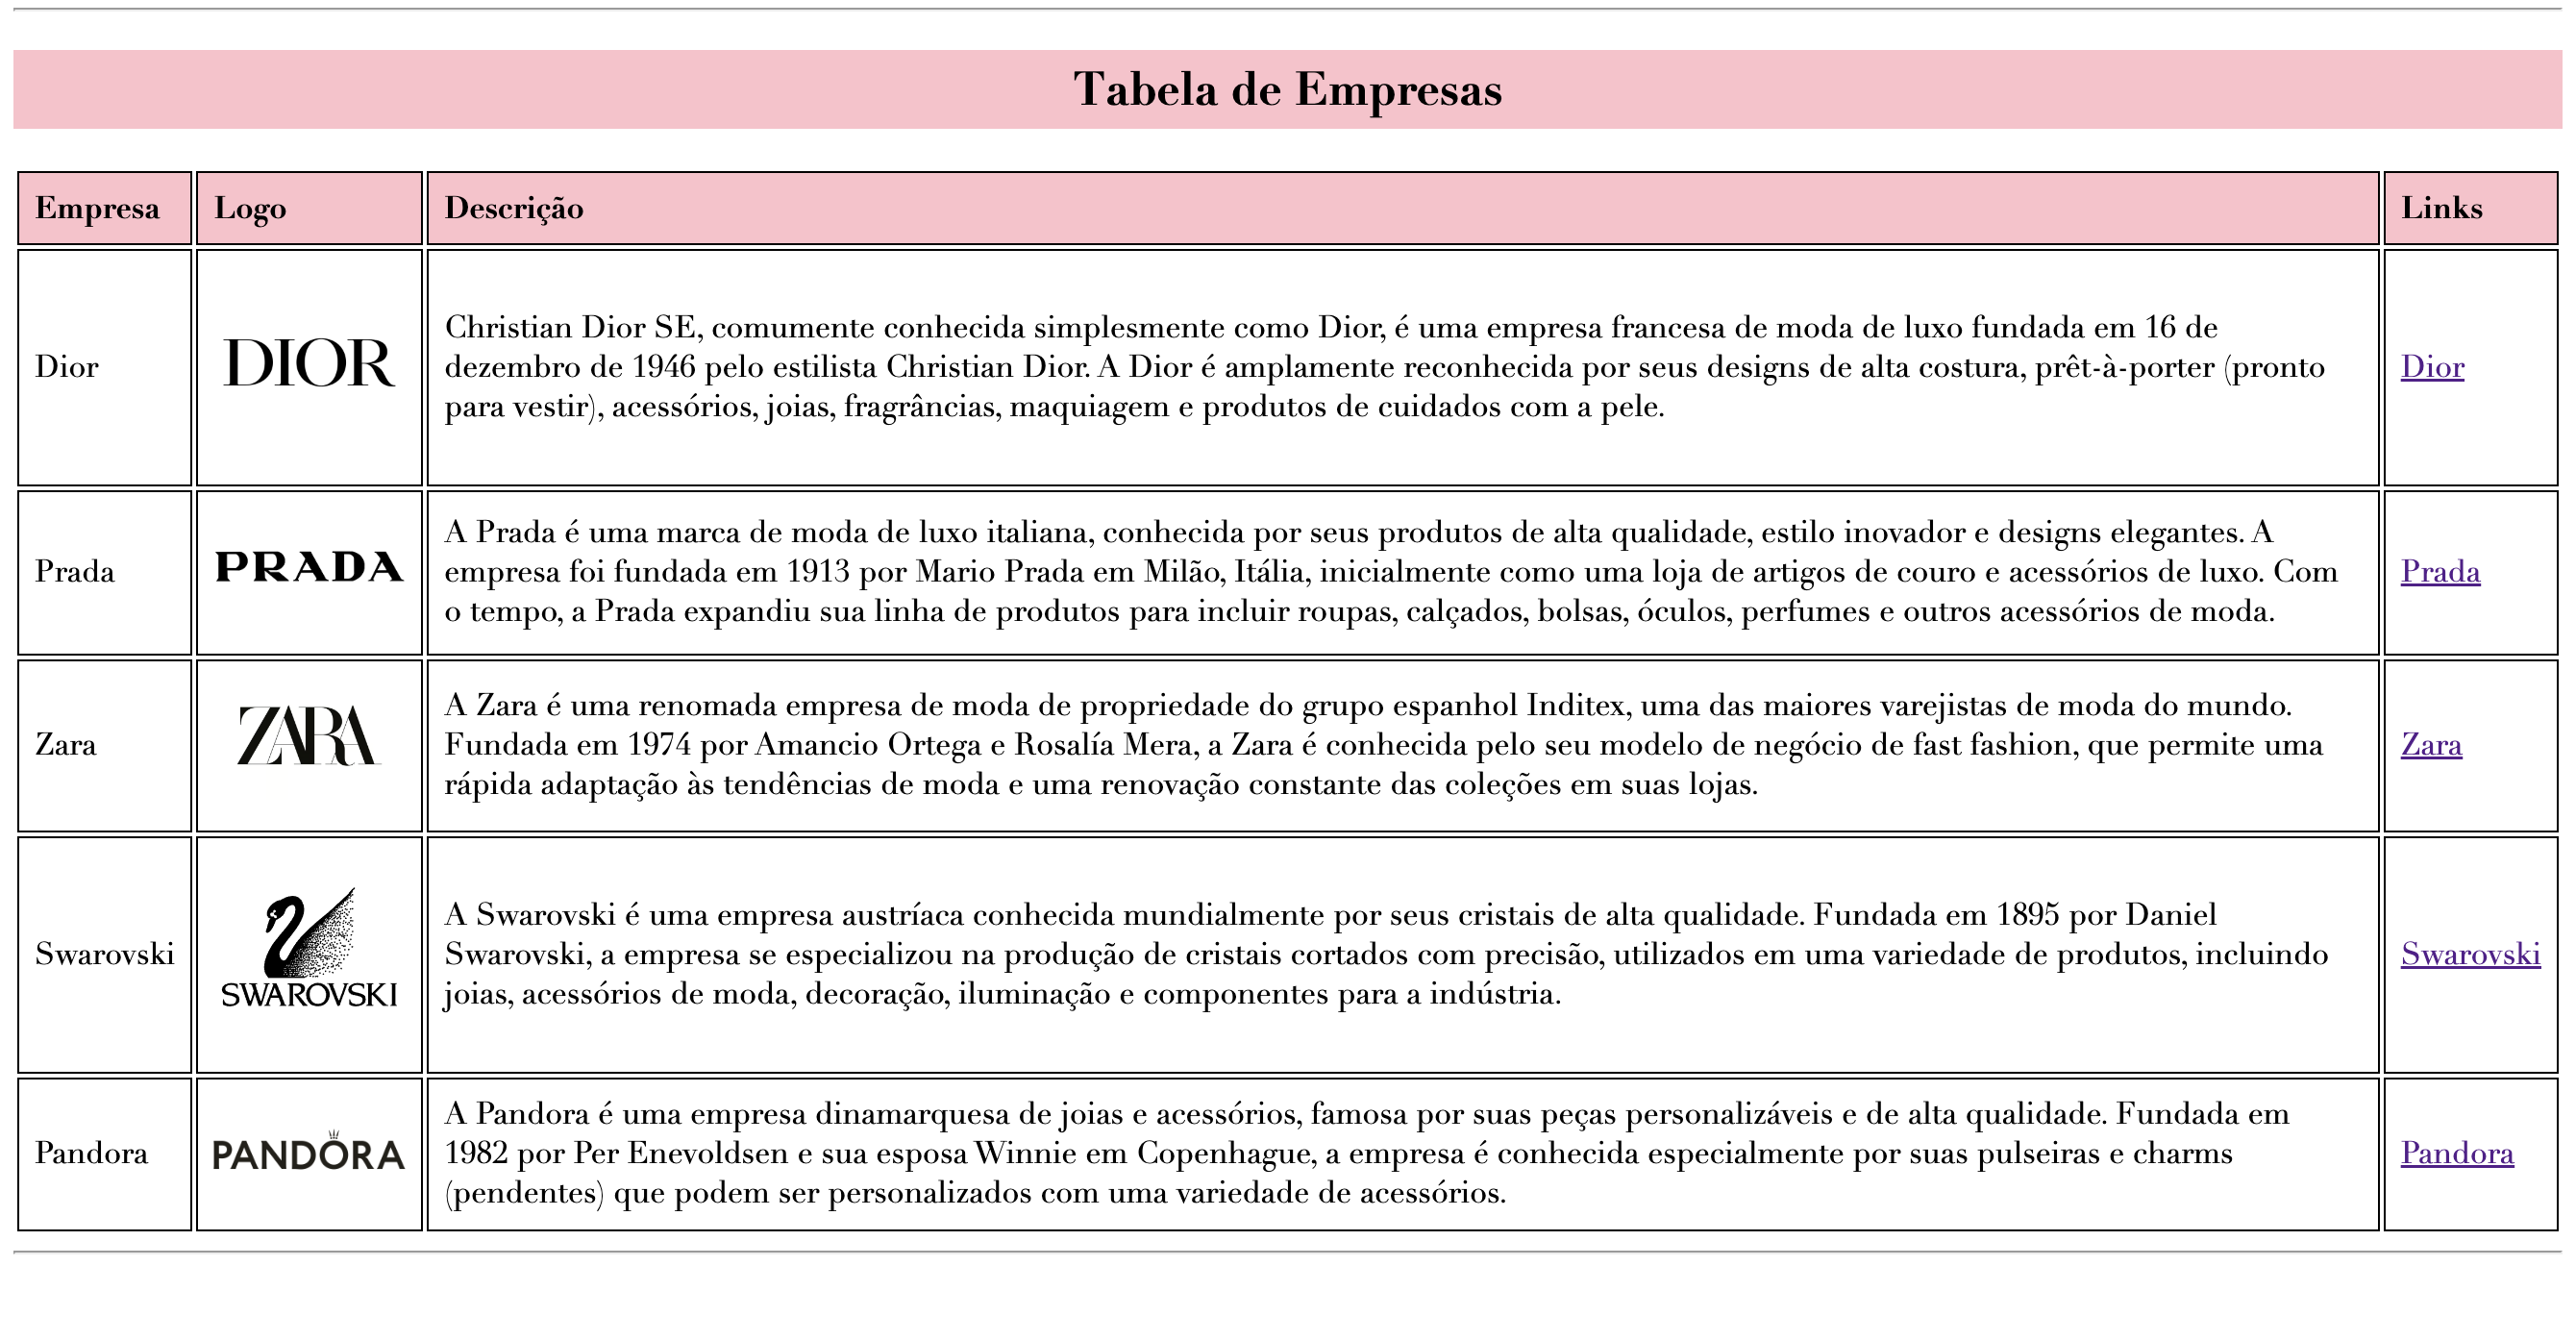 Tabela de Empresas
Empresa
Logo
Descrição
Links
Dior
DIOR
Christian Dior SE, comumente conhecida simplesmente como Dior, é uma empresa francesa de moda de luxo fundada em 16 de
dezembro de 1946 pelo estilista Christian Dior. A Dior é amplamente reconhecida por seus designs de alta costura, prêt-à-porter (pronto
para vestir), acessórios, joias, fragrâncias, maquiagem e produtos de cuidados com a pele.
Dior
Prada
PRADA
A Prada é uma marca de moda de luxo italiana, conhecida por seus produtos de alta qualidade, estilo inovador e designs elegantes. A
empresa foi fundada em 1913 por Mario Prada em Milão, Itália, inicialmente como uma loja de artigos de couro e acessórios de luxo. Com
o tempo, a Prada expandiu sua linha de produtos para incluir roupas, calçados, bolsas, óculos, perfumes e outros acessórios de moda.
Prada
Zara
ZARA
A Zara é uma renomada empresa de moda de propriedade do grupo espanhol Inditex, uma das maiores varejistas de moda do mundo.
Fundada em 1974 por Amancio Ortega e Rosalía Mera, a Zara é conhecida pelo seu modelo de negócio de fast fashion, que permite uma
rápida adaptação às tendências de moda e uma renovação constante das coleções em suas lojas.
Zara
Swarovski
SWAROVSKI
A Swarovski é uma empresa austríaca conhecida mundialmente por seus cristais de alta qualidade. Fundada em 1895 por Daniel
Swarovski, a empresa se especializou na produção de cristais cortados com precisão, utilizados em uma variedade de produtos, incluindo
joias, acessórios de moda, decoração, iluminação e componentes para a indústria.
Swarovski
Pandora
PANDORA
A Pandora é uma empresa dinamarquesa de joias e acessórios, famosa por suas peças personalizáveis e de alta qualidade. Fundada em
1982 por Per Enevoldsen e sua esposa Winnie em Copenhague, a empresa é conhecida especialmente por suas pulseiras e charms
(pendentes) que podem ser personalizados com uma variedade de acessórios.
Pandora